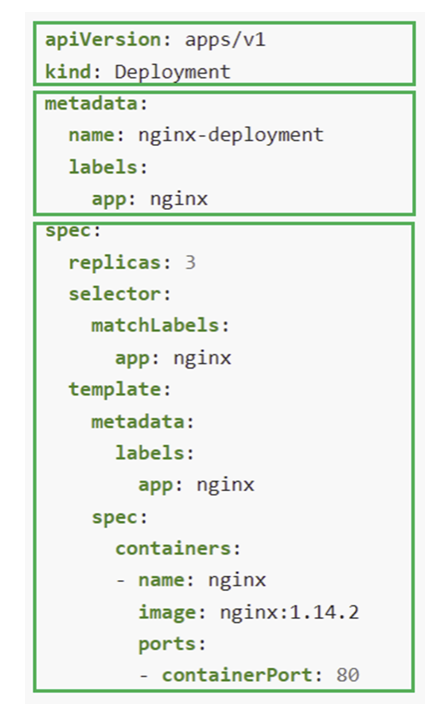 apiVersion: apps/v1
kind: Deployment
metadata:
  name: nginx-deployment
  labels:
    app: nginx
spec:
  replicas: 3
  selector:
    matchLabels:
      app: nginx
  template:
    metadata:
      labels:
        app: nginx
    spec:
      containers:
      - name: nginx
        image: nginx:1.14.2
        ports:
        - containerPort: 80